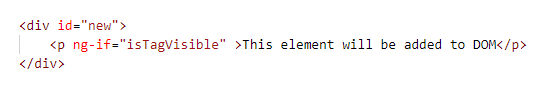 <div id="new">
<p ng-if="isTagVisible" >This element will be added to DOM</p>
</div>